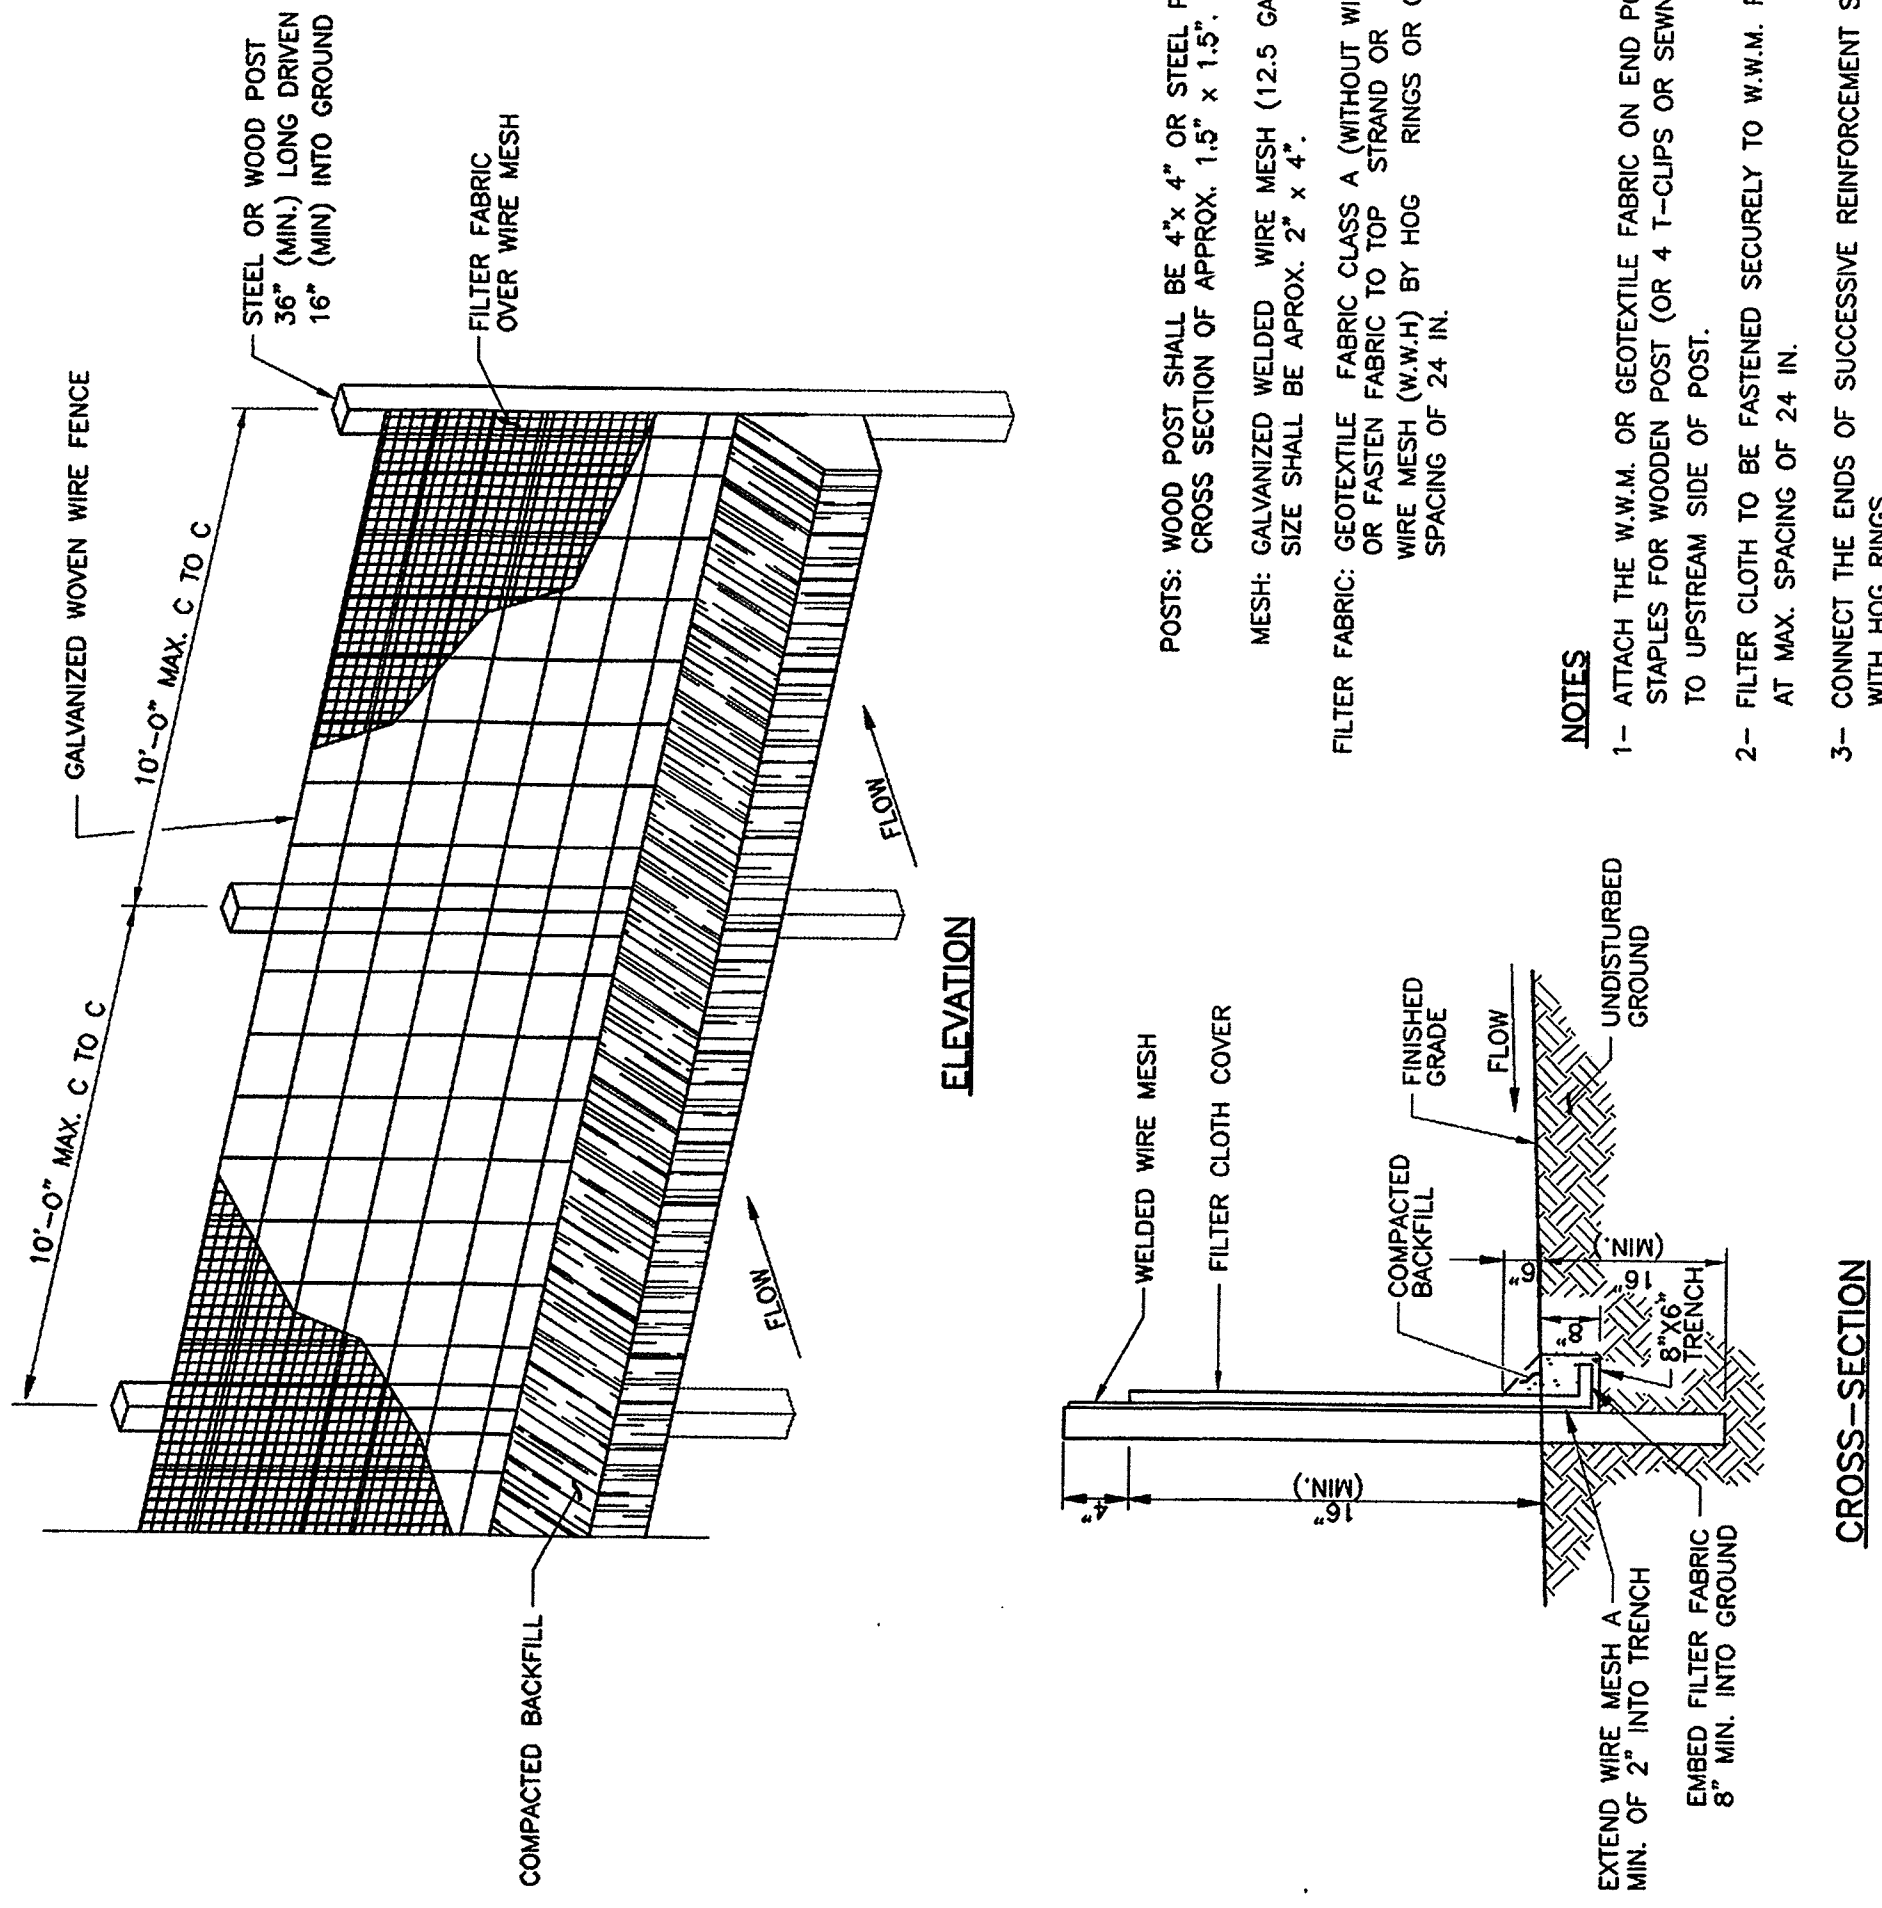 GALVANIZED WOVEN WIRE FENCE
10'-0" MAX. C TO C
10'-0" MAX. C TO C
STEEL OR WOOD POST
36" (MIN.) LONG DRIVEN
16" (MIN) INTO GROUND
FILTER FABRIC
OVER WIRE MESH
COMPACTED BACKFILL
FLOW
FLOW
ELEVATION
WELDED WIRE MESH
FILTER CLOTH COVER
COMPACTED
BACKFILL
FINISHED
GRADE
FLOW
UNDISTURBED
GROUND
4"
16"
(MIN.)
6"
8"
16"
(MIN.)
8"X6"
TRENCH
EXTEND WIRE MESH A
MIN. OF 2" INTO TRENCH
EMBED FILTER FABRIC
8" MIN. INTO GROUND
CROSS-SECTION
POSTS: WOOD POST SHALL BE 4"x 4" OR STEEL
CROSS SECTION OF APPROX. 1.5" x 1.5".
MESH: GALVANIZED WELDED WIRE MESH (12.5
SIZE SHALL BE APROX. 2" x 4".
FILTER FABRIC: GEOTEXTILE FABRIC CLASS A (WITHOUT
OR FASTEN FABRIC TO TOP STRAND OR
WIRE MESH (W.W.H) BY HOG RINGS OR
SPACING OF 24 IN.
NOTES
1- ATTACH THE W.M. OR GEOTEXTILE FABRIC ON END
STAPLES FOR WOODEN POST (OR 4 T-CLIPS OR SEWN
TO UPSTREAM SIDE OF POST.
2- FILTER CLOTH TO BE FASTENED SECURELY TO W.W.M.
AT MAX. SPACING OF 24 IN.
3- CONNECT THE ENDS OF SUCCESSIVE REINFORCEMENT
WITH HOG RINGS